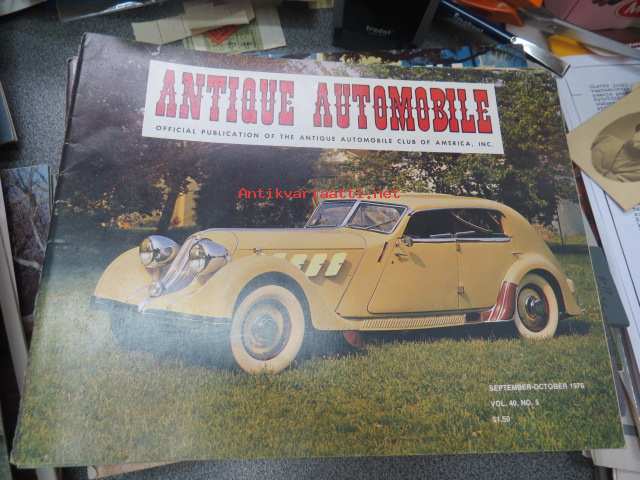 ANTIQUE AUTOMOBILE
OFFICIAL PUBLICATION OF THE ANTIQUE AUTOMOBILE CLUB OF AMERICA, INC.
Antikvariaatti.net
SEPTEMBER-OCTOBER 1976
VOL. 40, NO. 5
$1.50